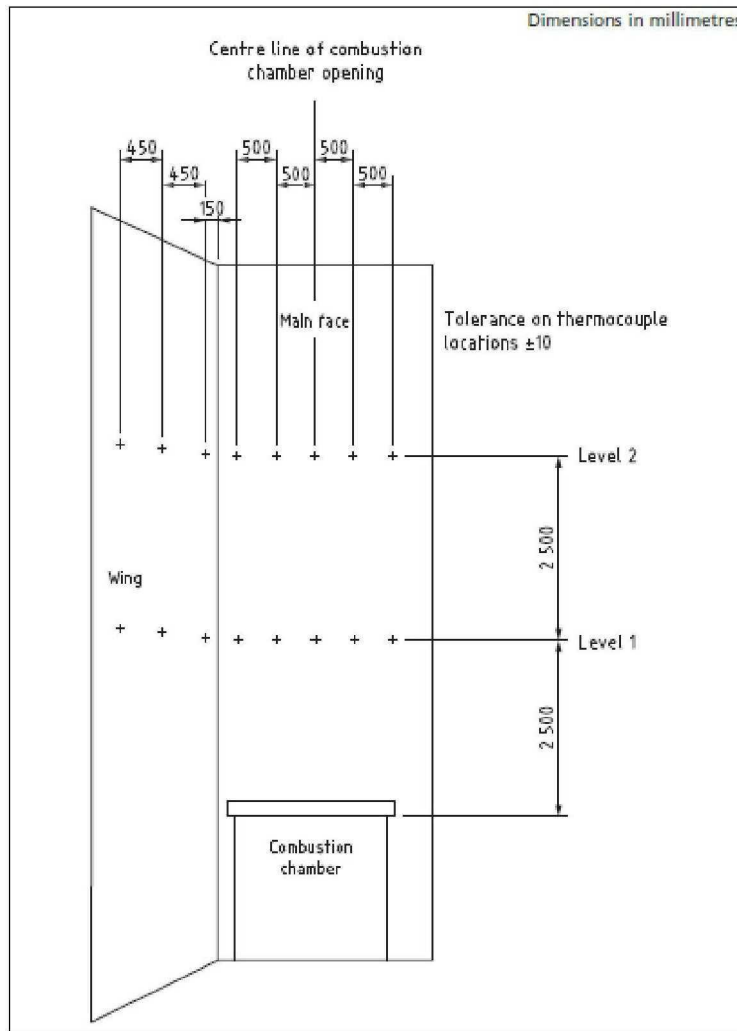 Dimensions in millimetres
Centre line of combustion
chamber opening
450
500
500
450
500
500
150
Main face
Tolerance on thermocouple
locations ±10
Level 2
2 500
Wing
Level 1
2 500
Combustion
chamber